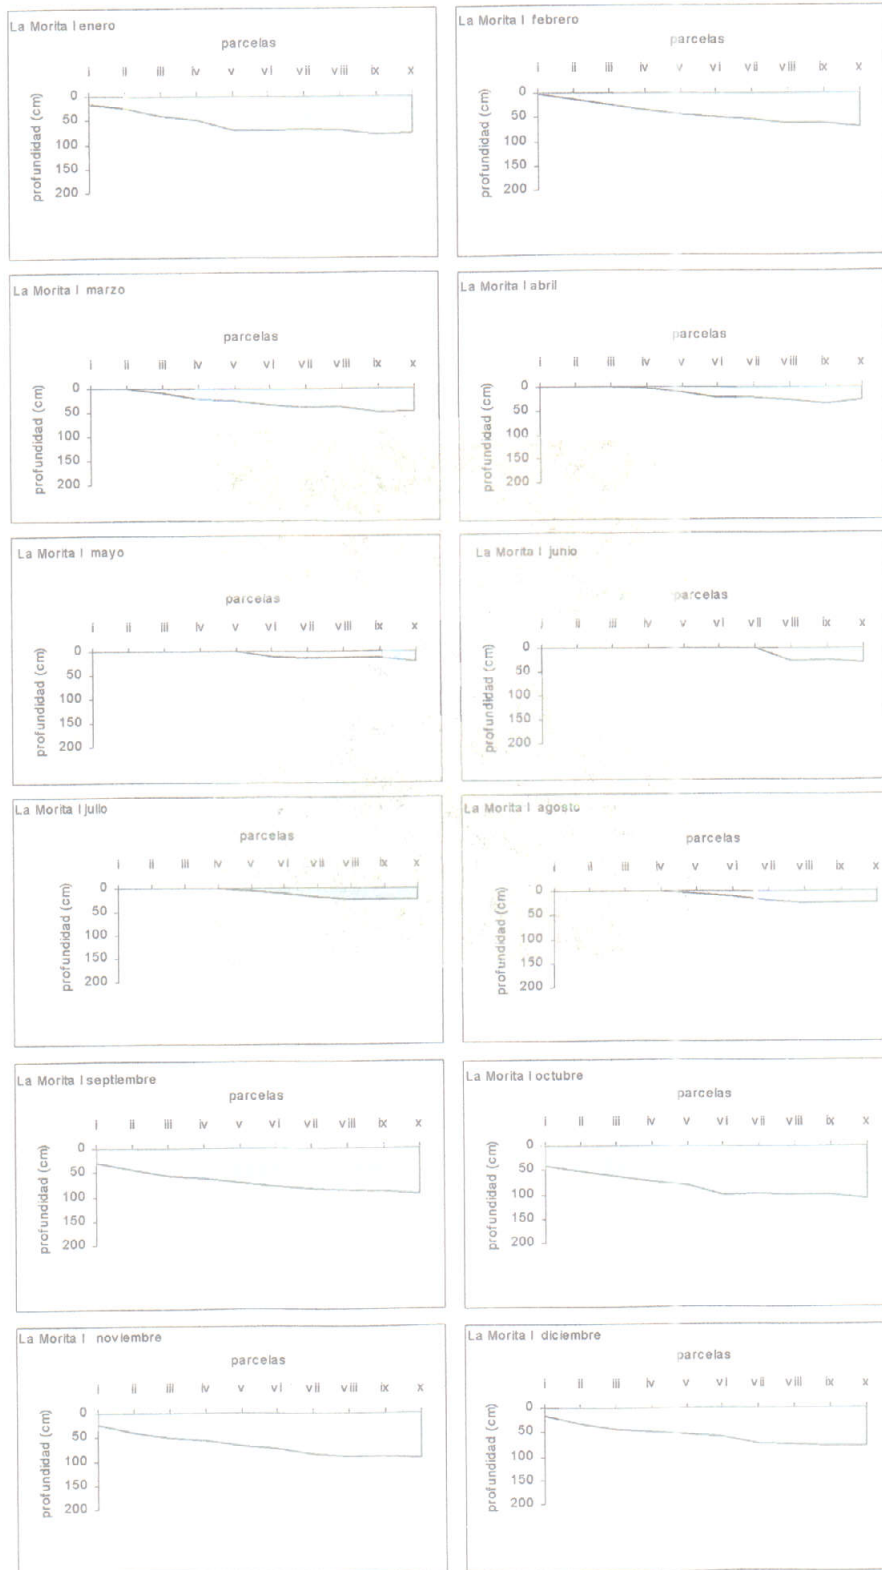 La Morita I enero
parcelas
i ii iii iv v vi vii viii ix x
profundidad (cm)
0
50
100
150
200
La Morita I febrero
parcelas
i ii iii iv v vi vii viii ix x
profundidad (cm)
0
50
100
150
200
La Morita I marzo
parcelas
i ii iii iv v vi vii viii ix x
profundidad (cm)
0
50
100
150
200
La Morita I abril
parcelas
i ii iii iv v vi vii viii ix x
profundidad (cm)
0
50
100
150
200
La Morita I mayo
parcelas
i ii iii iv v vi vii viii ix x
profundidad (cm)
0
50
100
150
200
La Morita I junio
parcelas
i ii iii iv v vi vii viii ix x
profundidad (cm)
0
50
100
150
200
La Morita I julio
parcelas
i ii iii iv v vi vii viii ix x
profundidad (cm)
0
50
100
150
200
La Morita I agosto
parcelas
i ii iii iv v vi vii viii ix x
profundidad (cm)
0
50
100
150
200
La Morita I septiembre
parcelas
i ii iii iv v vi vii viii ix x
profundidad (cm)
0
50
100
150
200
La Morita I octubre
parcelas
i ii iii iv v vi vii viii ix x
profundidad (cm)
0
50
100
150
200
La Morita I noviembre
parcelas
i ii iii iv v vi vii viii ix x
profundidad (cm)
0
50
100
150
200
La Morita I diciembre
parcelas
i ii iii iv v vi vii viii ix x
profundidad (cm)
0
50
100
150
200